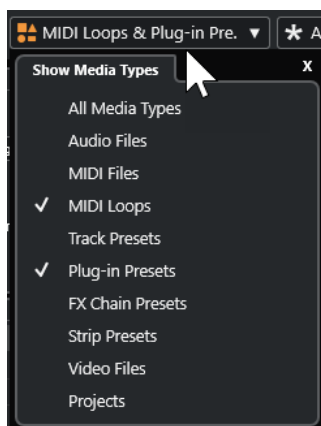 MIDI Loops & Plug-in Pre. ▼ A
Show Media Types X
All Media Types
Audio Files
MIDI Files
✓ MIDI Loops
Track Presets
✓ Plug-in Presets
FX Chain Presets
Strip Presets
Video Files
Projects